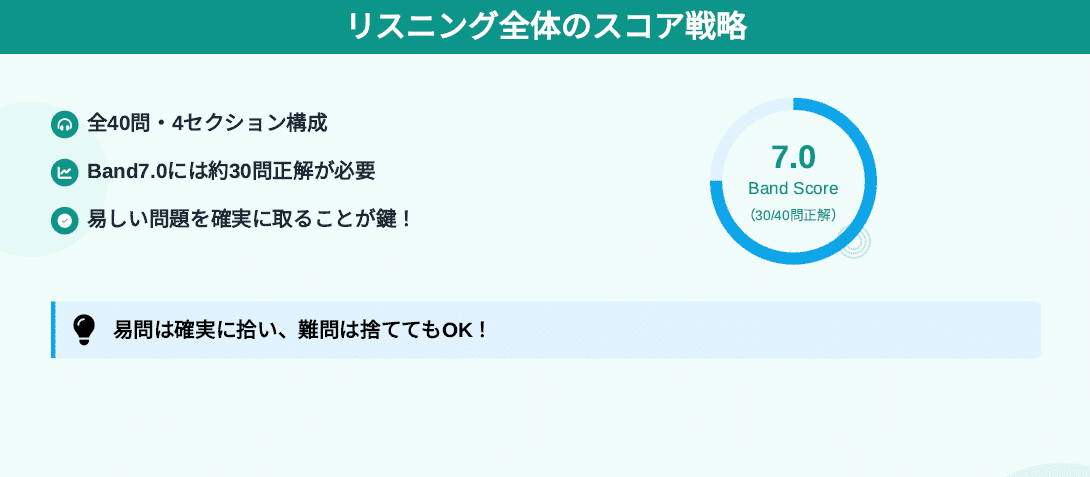 リスニング全体のスコア戦略
全40問・4セクション構成
Band7.0には約30問正解が必要
易しい問題を確実に取ることが鍵！
7.0
Band Score
（30/40問正解）
易問は確実に拾い、難問は捨ててもOK！